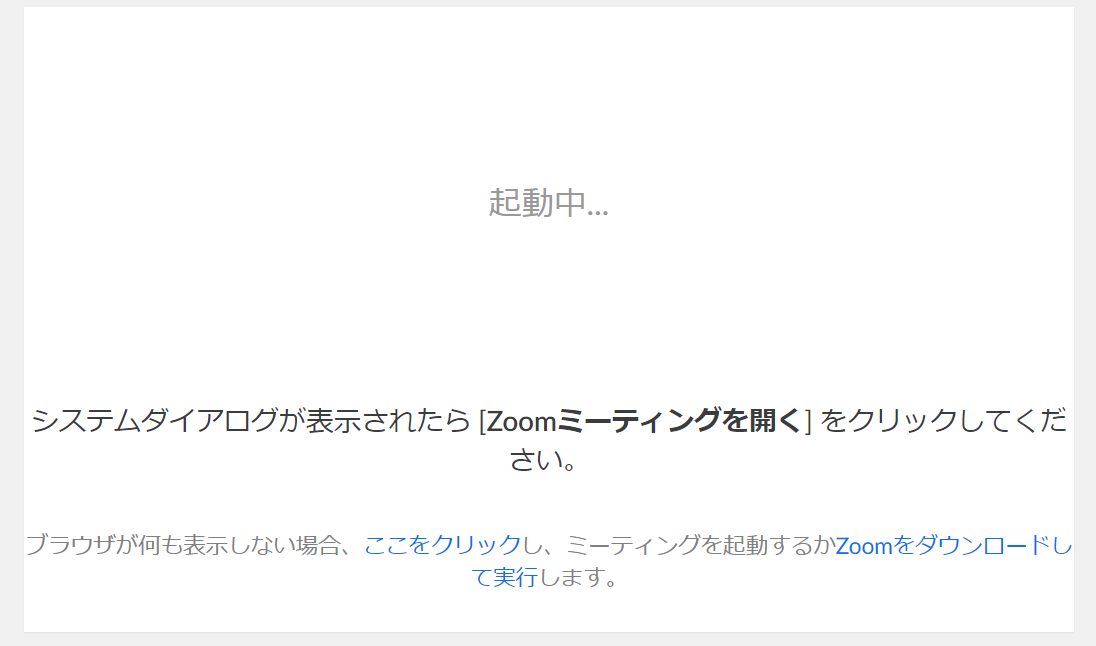 起動中...
システムダイアログが表示されたら [Zoomミーティングを開く] をクリックしてくだ
さい。
ブラウザが何も表示しない場合、ここをクリックし、ミーティングを起動するかZoomをダウンロードし
て実行します。